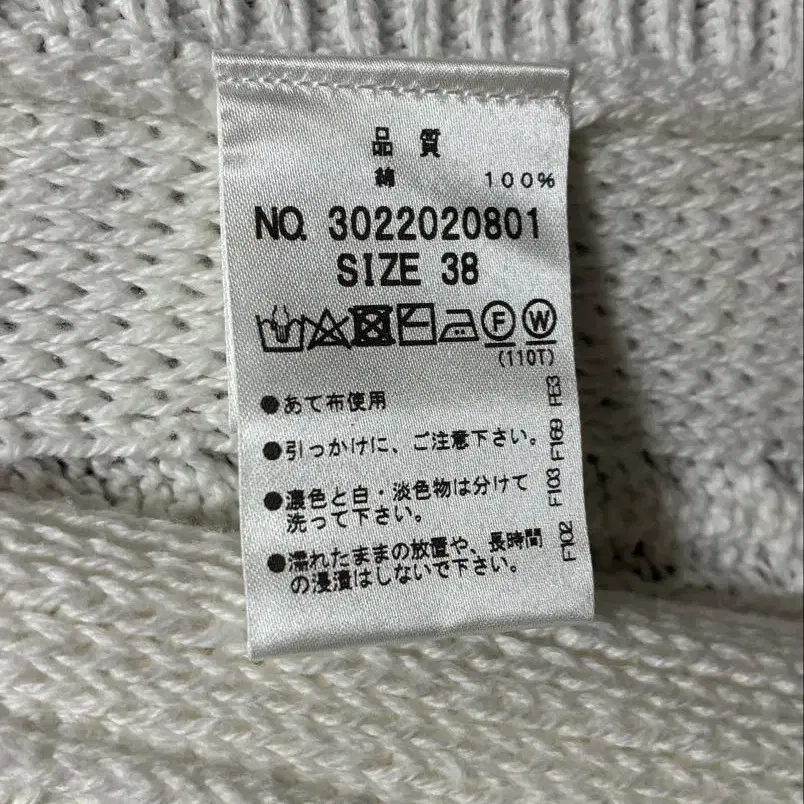 品質
綿 100%
NO. 3022020801
SIZE 38
F W
(110T)
●あて布使用
●引っかけに、ご注意下さい。
●濃色と白・淡色物は分けて
洗って下さい。
●濡れたままの放置や、長時間
の浸漬はしないで下さい。
F102 F103 F169 FE3